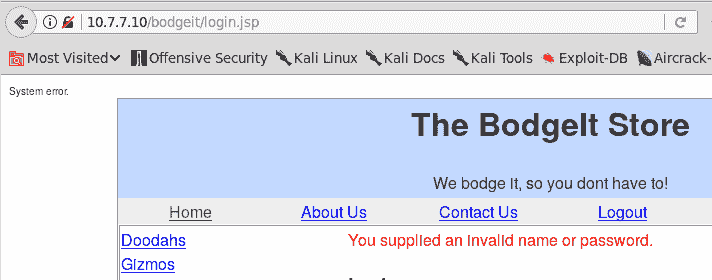 10.7.7.10/bodgeit/login.jsp
Most Visited Offensive Security Kali Linux Kali Docs Kali Tools Exploit-DB Aircrack-
System error.
The BodgeIt Store
We bodge it, so you dont have to!
Home About Us Contact Us Logout
Doodahs You supplied an invalid name or password.
Gizmos